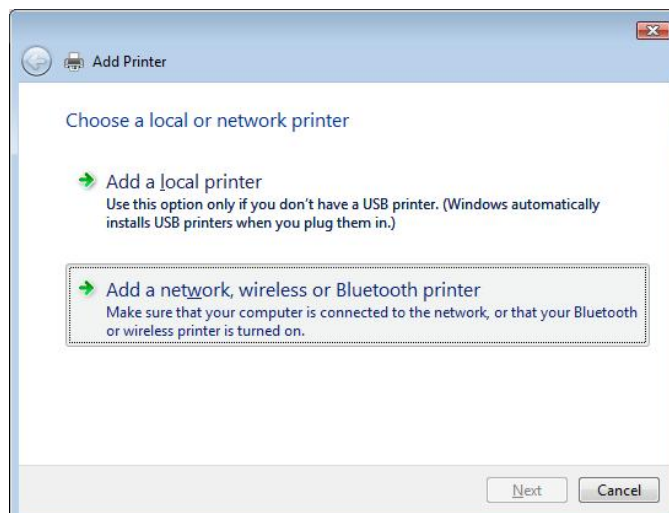 Add Printer
Choose a local or network printer
Add a local printer
Use this option only if you don't have a USB printer. (Windows automatically
installs USB printers when you plug them in.)
Add a network, wireless or Bluetooth printer
Make sure that your computer is connected to the network, or that your Bluetooth
or wireless printer is turned on.
Next Cancel